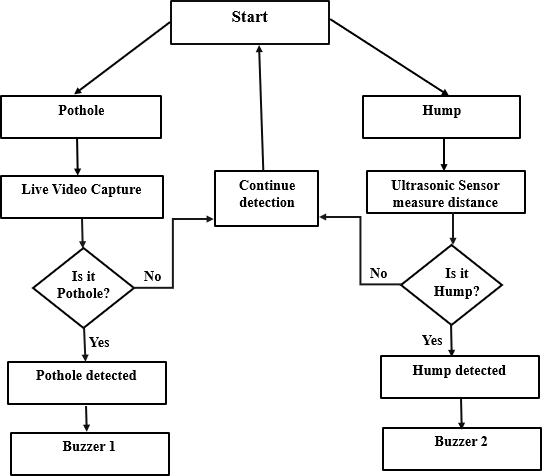 Start
Pothole
Hump
Live Video Capture
Continue
detection
Ultrasonic Sensor
measure distance
Is it
Pothole?
No
No
Is it
Hump?
Yes
Yes
Pothole detected
Hump detected
Buzzer 1
Buzzer 2